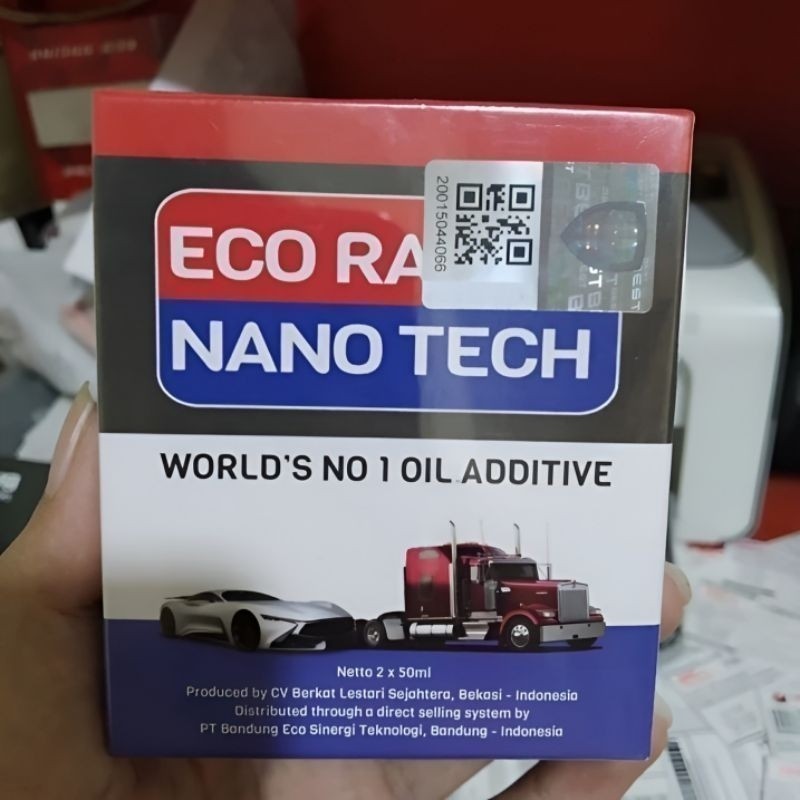 ECO RA
20015044066
NANO TECH
WORLD'S NO 1 OIL ADDITIVE
Netto 2 x 50ml
Produced by CV Berkat Lestari Sejahtera, Bekasi - Indonesia
Distributed through a direct selling system by
PT Bandung Eco Sinergi Teknologi, Bandung - Indonesia